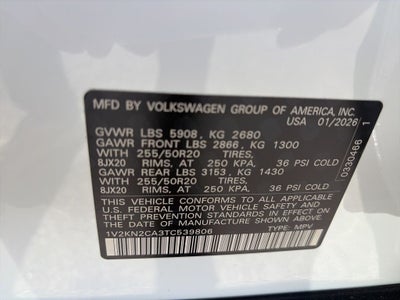 MFD. BY VOLKSWAGEN GROUP OF AMERICA, INC.
USA 01/2026 1
GVWR LBS 5908, KG 2680
GAWR FRONT LBS 2866, KG 1300
WITH 255/50R20 TIRES,
8JX20 RIMS, AT 250 KPA, 36 PSI COLD
GAWR REAR LBS 3153, KG 1430
WITH 255/50R20 TIRES,
8JX20 RIMS, AT 250 KPA, 36 PSI COLD
THIS VEHICLE CONFORMS TO ALL APPLICABLE
FEDERAL MOTOR VEHICLE SAFETY, BUMPER,
AND THEFT PREVENTION STANDARDS IN EFFECT
ON THE DATE OF MANUFACTURE SHOWN ABOVE.
1V2KN2CA3TC539806 TYPE: MPV
0330466